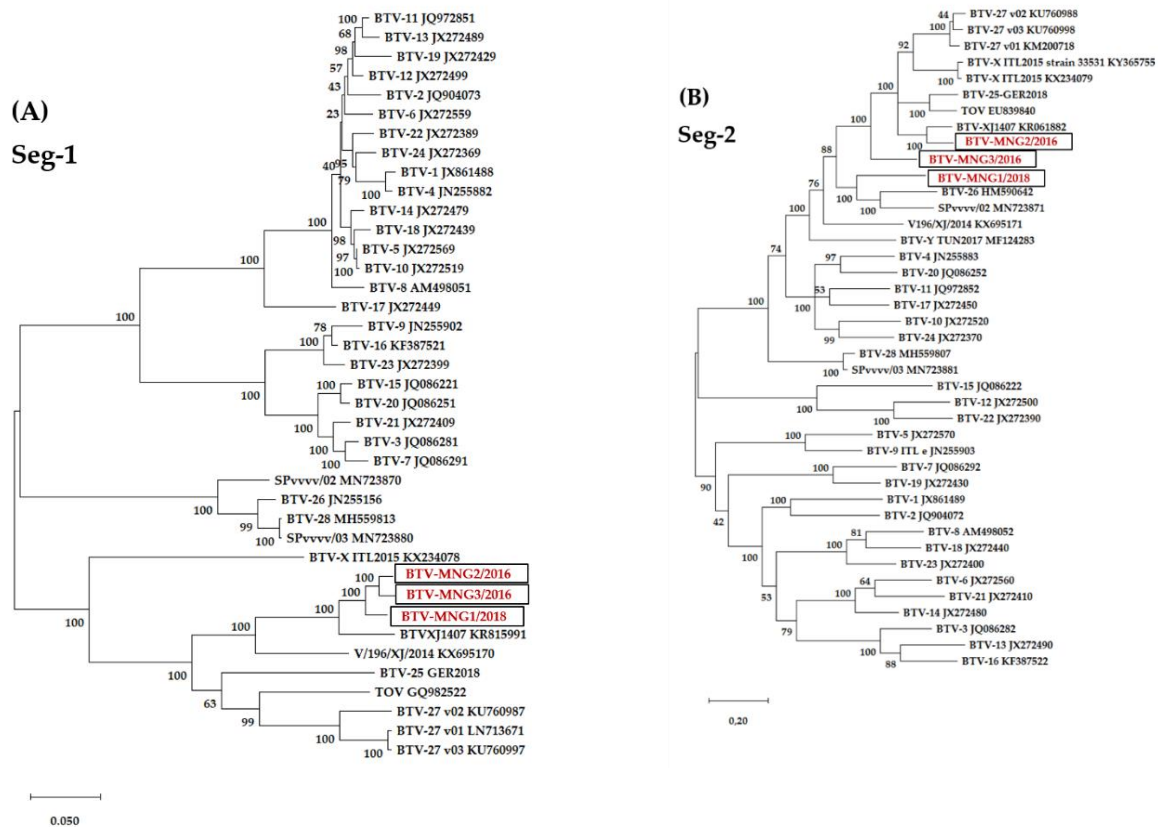 (A)
Seg-1
BTV-11 JQ972851
BTV-13 JX272489
BTV-19 JX272429
BTV-12 JX272499
BTV-2 JQ904073
BTV-6 JX272559
BTV-22 JX272389
BTV-24 JX272369
BTV-1 JX861488
BTV-4 JN255882
BTV-14 JX272479
BTV-18 JX272439
BTV-5 JX272569
BTV-10 JX272519
BTV-8 AM498051
BTV-17 JX272449
BTV-9 JN255902
BTV-16 KF387521
BTV-23 JX272399
BTV-15 JQ086221
BTV-20 JQ086251
BTV-21 JX272409
BTV-3 JQ086281
BTV-7 JQ086291
SPvvvv/02 MN723870
BTV-26 JN255156
BTV-28 MH559813
SPvvvv/03 MN723880
BTV-X ITL2015 KX234078
BTV-MNG2/2016
BTV-MNG3/2016
BTV-MNG1/2018
BTVXJ1407 KR815991
V/196/XJ/2014 KX695170
BTV-25 GER2018
TOV GQ982522
BTV-27 v02 KU760987
BTV-27 v01 LN713671
BTV-27 v03 KU760997
100
68
98
57
43
23
40
95
79
100
98
97
100
100
100
100
78
100
100
100
100
100
100
100
99
100
100
100
100
100
100
100
63
99
100
100
0.050
(B)
Seg-2
BTV-27 v02 KU760988
BTV-27 v03 KU760998
BTV-27 v01 KM200718
BTV-X ITL2015 strain 33531 KY365755
BTV-X ITL2015 KX234079
BTV-25-GER2018
TOV EU839840
BTV-XJ1407 KR061882
BTV-MNG2/2016
BTV-MNG3/2016
BTV-MNG1/2018
BTV-26 HM590642
SPvvvv/02 MN723871
V196/XJ/2014 KX695171
BTV-Y TUN2017 MF124283
BTV-4 JN255883
BTV-20 JQ086252
BTV-11 JQ972852
BTV-17 JX272450
BTV-10 JX272520
BTV-24 JX272370
BTV-28 MH559807
SPvvvv/03 MN723881
BTV-15 JQ086222
BTV-12 JX272500
BTV-22 JX272390
BTV-5 JX272570
BTV-9 ITL e JN255903
BTV-7 JQ086292
BTV-19 JX272430
BTV-1 JX861489
BTV-2 JQ904072
BTV-8 AM498052
BTV-18 JX272440
BTV-23 JX272400
BTV-6 JX272560
BTV-21 JX272410
BTV-14 JX272480
BTV-3 JQ086282
BTV-13 JX272490
BTV-16 KF387522
44
100
92
100
100
100
100
100
88
100
100
76
100
74
97
53
100
99
100
100
100
100
100
90
100
42
100
100
81
100
100
64
100
53
79
100
88
0,20